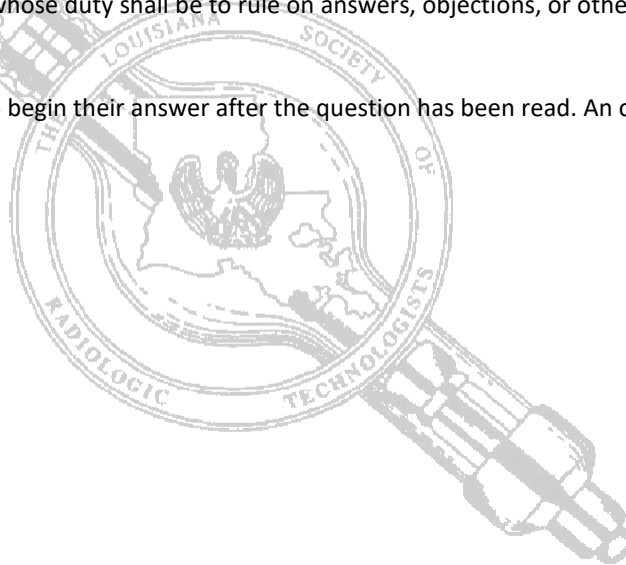 whose duty shall be to rule on answers, objections, or othe
begin their answer after the question has been read. An
THE LOUISIANA SOCIETY OF
RADIOLOGIC TECHNOLOGISTS